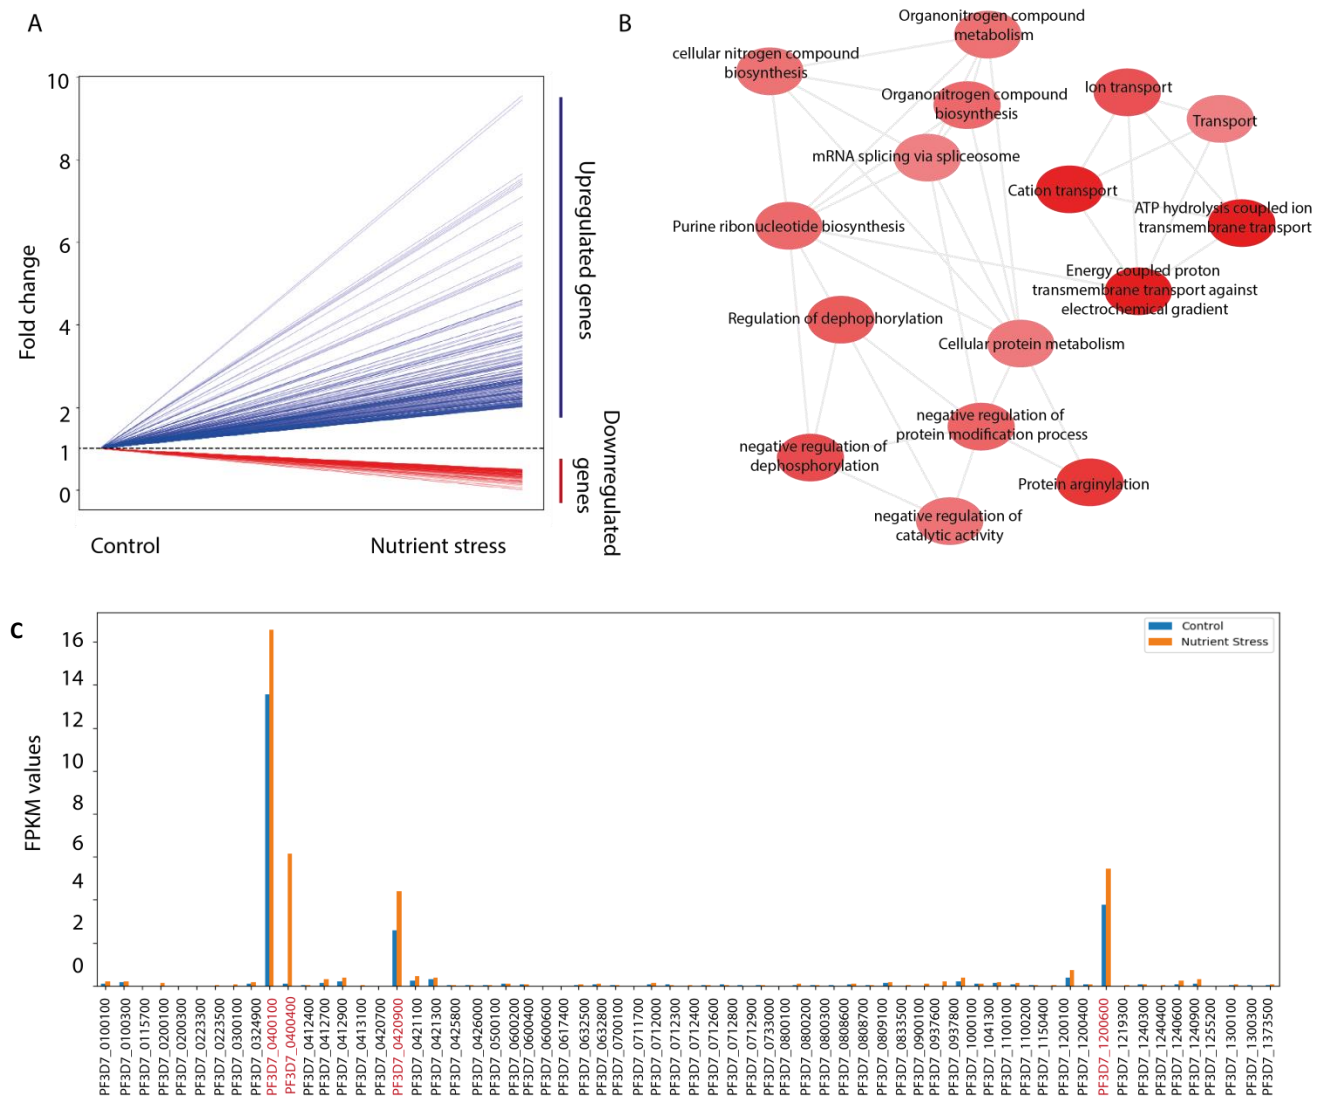 A
10
8
6
4
2
1
0
Fold change
Control
Nutrient stress
Upregulated genes
Downregulated
genes
B
Organonitrogen compound
metabolism
cellular nitrogen compound
biosynthesis
Organonitrogen compound
biosynthesis
mRNA splicing via spliceosome
Purine ribonucleotide biosynthesis
Ion transport
Transport
Cation transport
ATP hydrolysis coupled ion
transmembrane transport
Energy coupled proton
transmembrane transport against
electrochemical gradient
Regulation of dephophorylation
Cellular protein metabolism
negative regulation of
protein modification process
negative regulation of
dephosphorylation
Protein arginylation
negative regulation of
catalytic activity
C
Control
Nutrient Stress
16
14
12
10
8
6
4
2
0
FPKM values
PF3D7_0100100
PF3D7_0100300
PF3D7_0115700
PF3D7_0200100
PF3D7_0200300
PF3D7_0223300
PF3D7_0223500
PF3D7_0300100
PF3D7_0324900
PF3D7_0400100
PF3D7_0400400
PF3D7_0412400
PF3D7_0412700
PF3D7_0412900
PF3D7_0413100
PF3D7_0420700
PF3D7_0420900
PF3D7_0421100
PF3D7_0421300
PF3D7_0425800
PF3D7_0426000
PF3D7_0500100
PF3D7_0600200
PF3D7_0600400
PF3D7_0600600
PF3D7_0617400
PF3D7_0632500
PF3D7_0632800
PF3D7_0700100
PF3D7_0711700
PF3D7_0712000
PF3D7_0712300
PF3D7_0712400
PF3D7_0712600
PF3D7_0712800
PF3D7_0712900
PF3D7_0733000
PF3D7_0800100
PF3D7_0800200
PF3D7_0800300
PF3D7_0808600
PF3D7_0808700
PF3D7_0809100
PF3D7_0833500
PF3D7_0900100
PF3D7_0937600
PF3D7_0937800
PF3D7_1000100
PF3D7_1041300
PF3D7_1100100
PF3D7_1100200
PF3D7_1150400
PF3D7_1200100
PF3D7_1200400
PF3D7_1200600
PF3D7_1219300
PF3D7_1240300
PF3D7_1240400
PF3D7_1240600
PF3D7_1240900
PF3D7_1255200
PF3D7_1300100
PF3D7_1300300
PF3D7_1373500